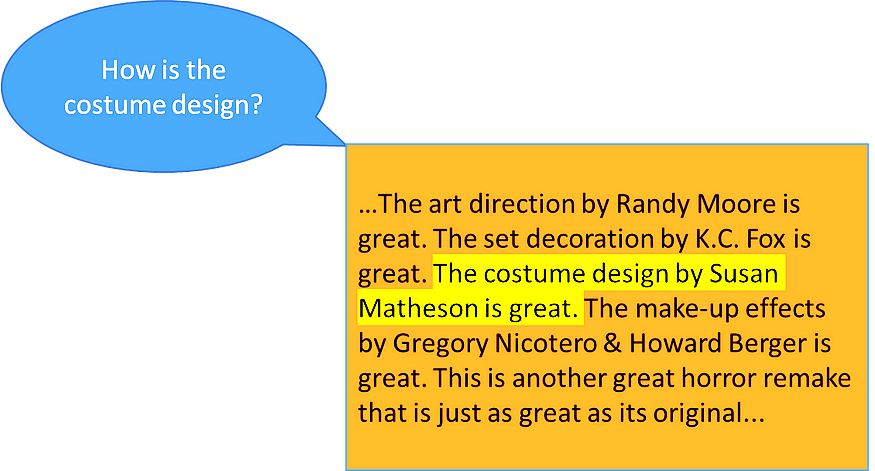 How is the
costume design?
...The art direction by Randy Moore is
great. The set decoration by K.C. Fox is
great. The costume design by Susan
Matheson is great. The make-up effects
by Gregory Nicotero & Howard Berger is
great. This is another great horror remake
that is just as great as its original...